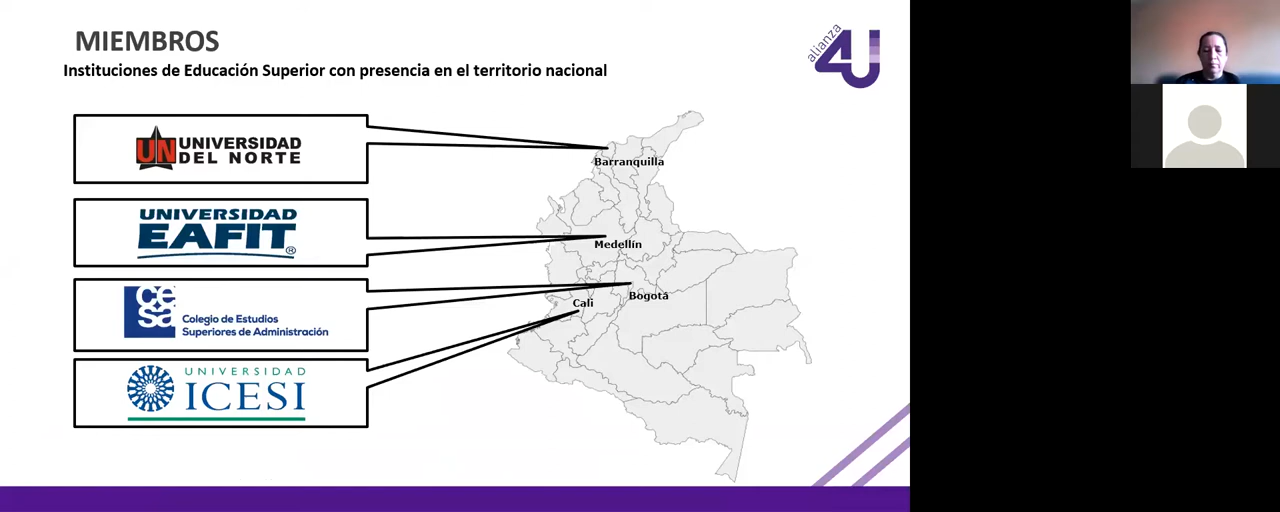 MIEMBROS
Instituciones de Educación Superior con presencia en el territorio nacional
alianza
4U
UN UNIVERSIDAD
DEL NORTE
Barranquilla
UNIVERSIDAD
EAFIT®
Medellín
cesa
Colegio de Estudios
Superiores de Administración
Bogotá
Cali
UNIVERSIDAD
ICESI